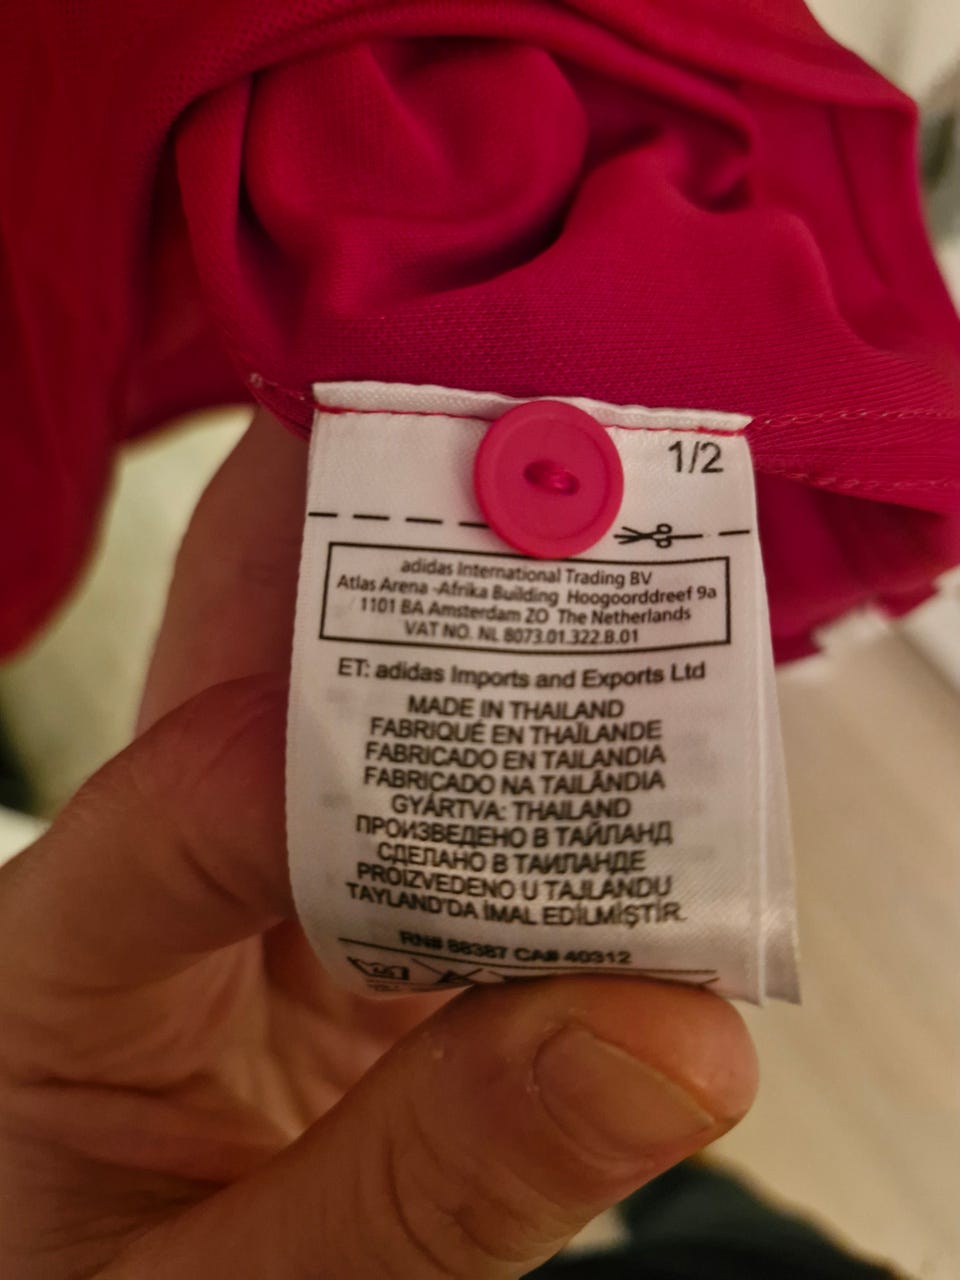 1/2
adidas International Trading BV
Atlas Arena -Afrika Building Hoogoorddreef 9a
1101 BA Amsterdam ZO The Netherlands
VAT NO. NL 8073.01.322.B.01
ET: adidas Imports and Exports Ltd
MADE IN THAILAND
FABRIQUÉ EN THAÏLANDE
FABRICADO EN TAILANDIA
FABRICADO NA TAILÂNDIA
GYÁRTVA: THAILAND
ПРОИЗВЕДЕНО В ТАЙЛАНД
СДЕЛАНО В ТАИЛАНДЕ
PROIZVEDENO U TAJLANDU
TAYLAND'DA İMAL EDİLMİŞTİR.
RN# 88387 CA# 40312